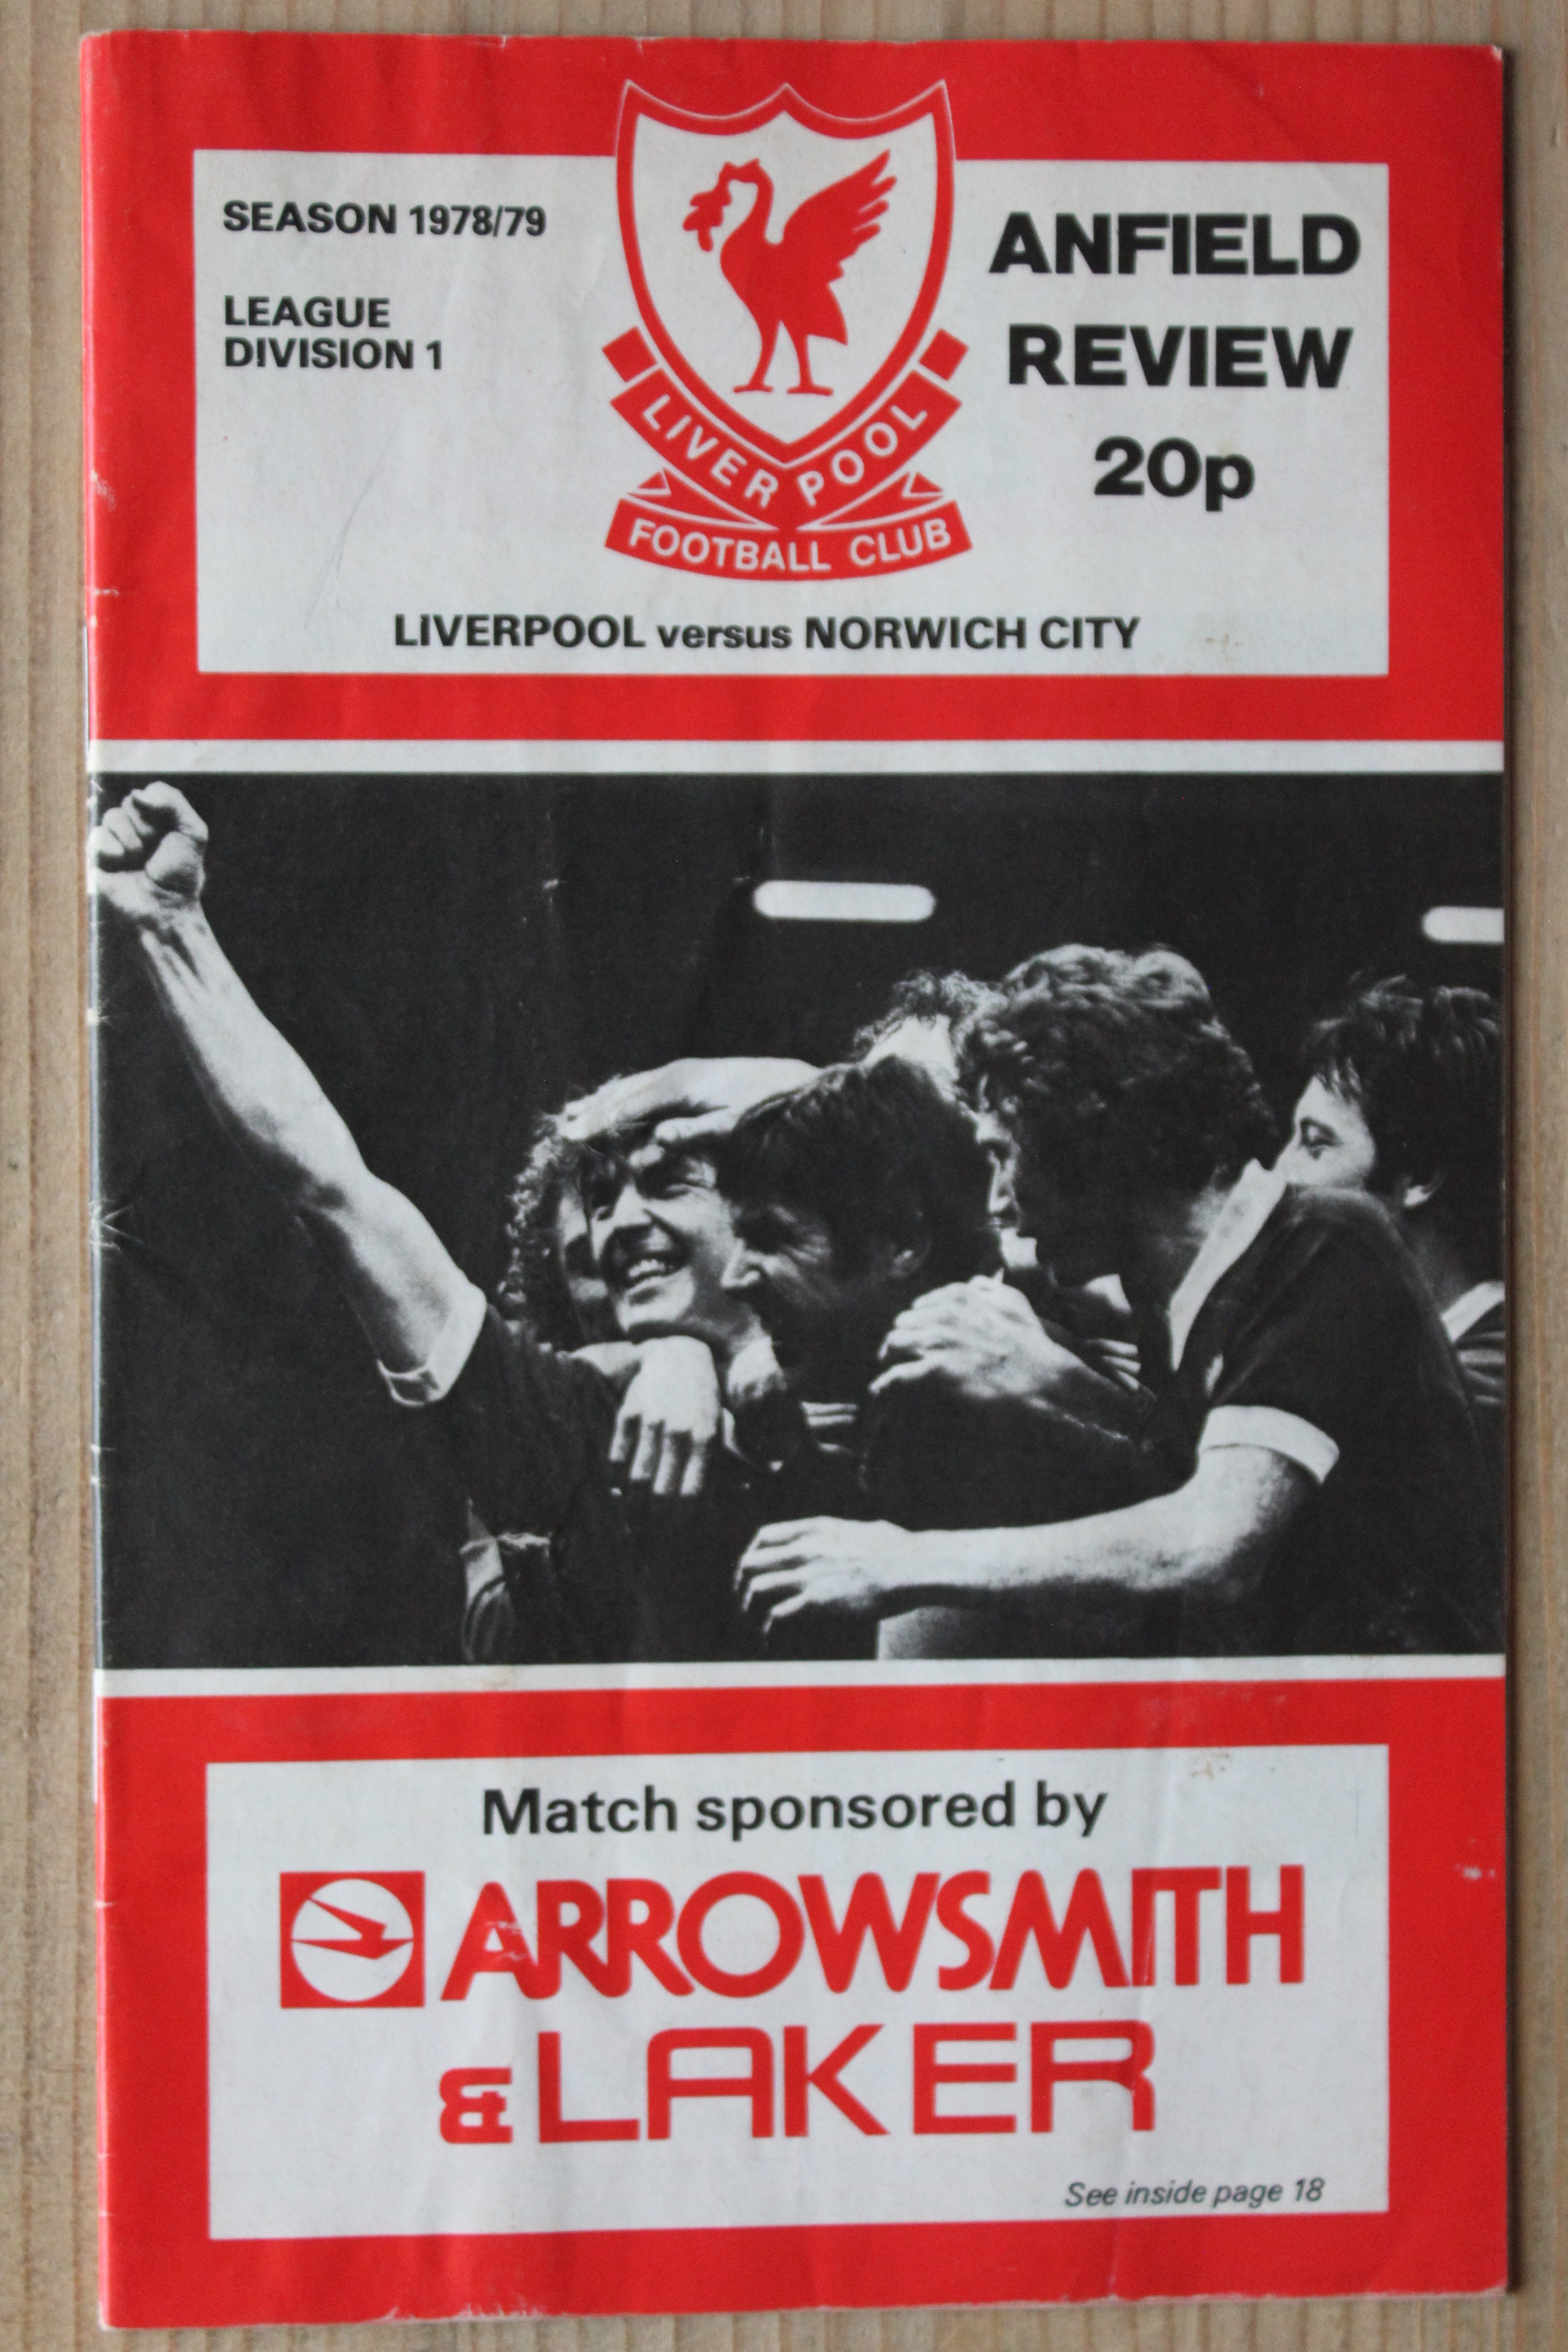 SEASON 1978/79
LEAGUE
DIVISION 1
LIVERPOOL
FOOTBALL CLUB
ANFIELD
REVIEW
20p
LIVERPOOL versus NORWICH CITY
Match sponsored by
ARROWSMITH
& LAKER
See inside page 18